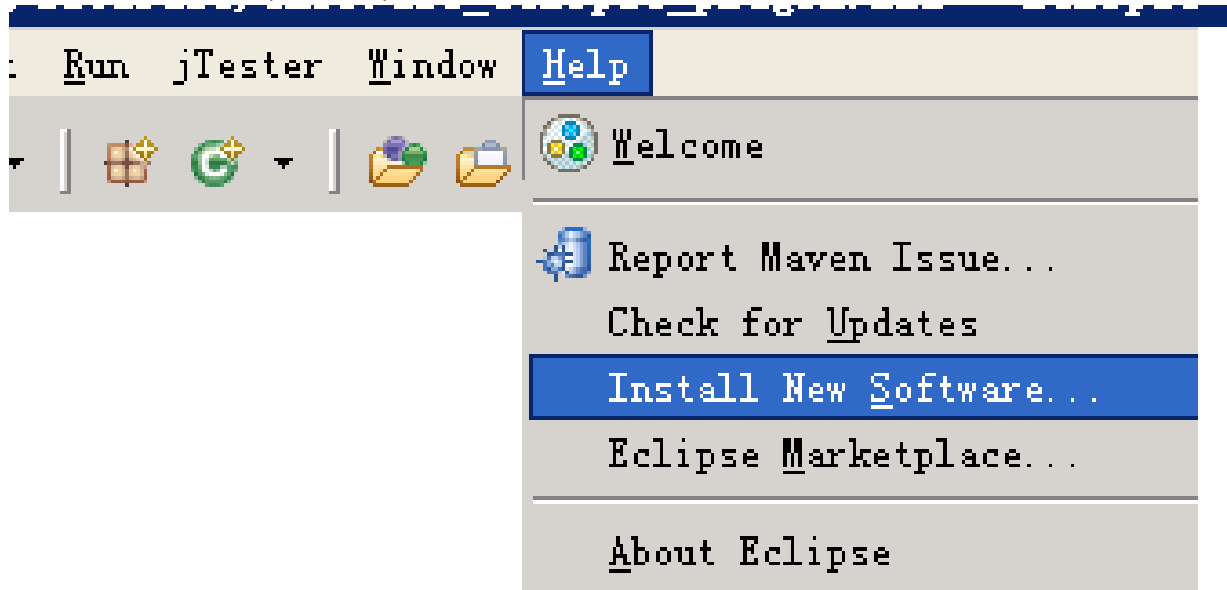 Run jTester Window Help
Welcome
Report Maven Issue...
Check for Updates
Install New Software...
Eclipse Marketplace...
About Eclipse